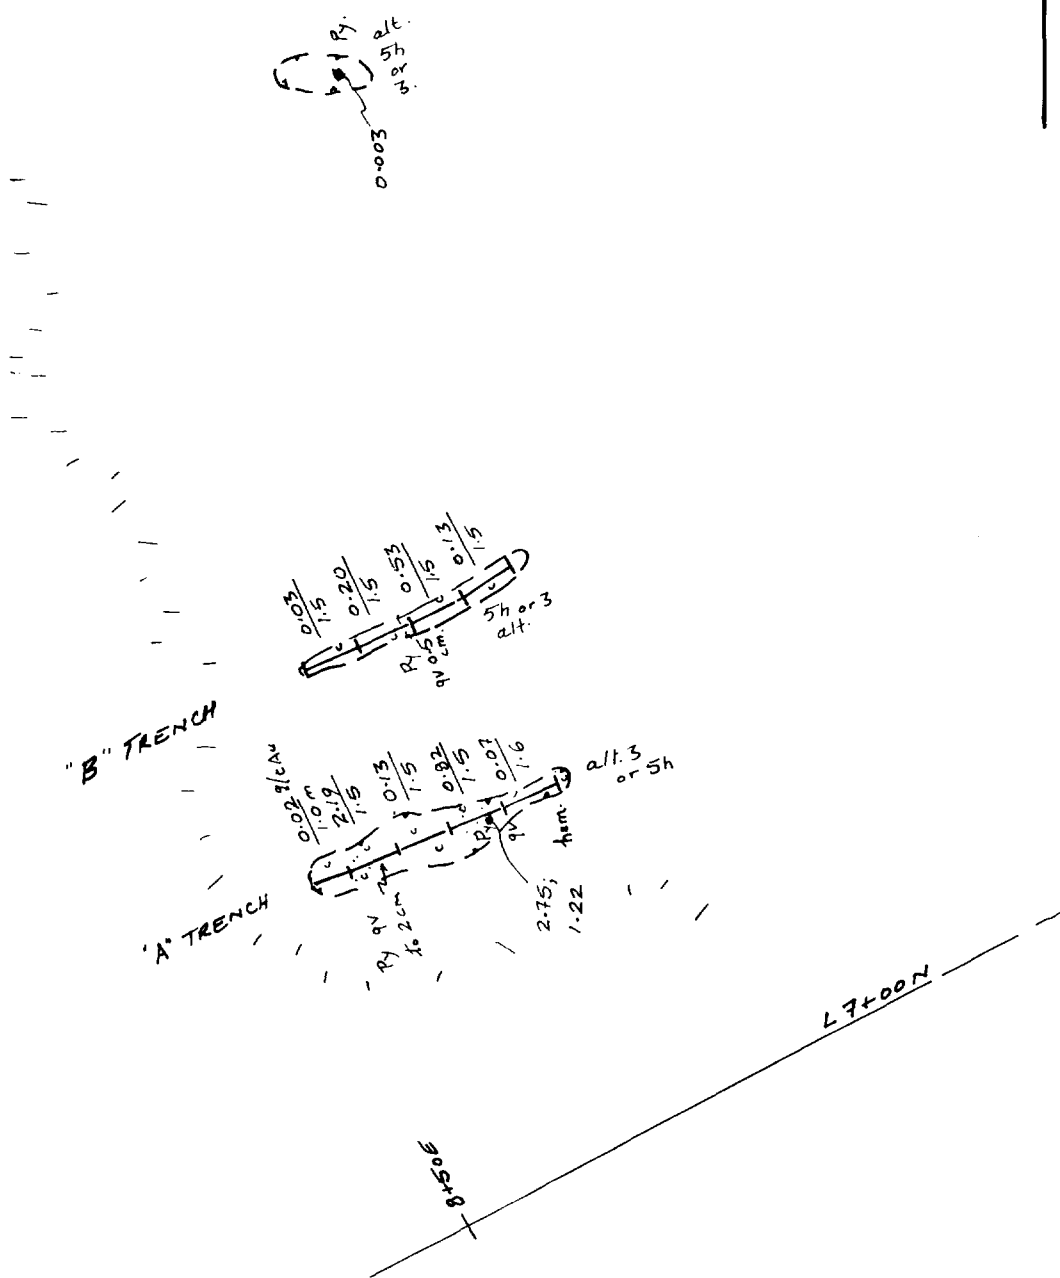 Py.
alt.
5h
or
3.
0.003
0.03
1.5
0.20
1.5
0.53
1.5
0.13
1.5
5h or 3
alt.
Py
qv 0.5
cm.
"B" TRENCH
0.02 g/t Au
1.0 m
2.19
1.5
0.13
1.5
1.5
0.07
1.6
alt. 3
or 5h
Py
qv
hem.
Py qv
to 2cm
2.75;
1.22
"A" TRENCH
L 7+00N
8+50E